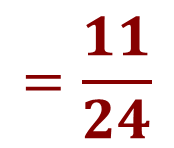 = 11/24